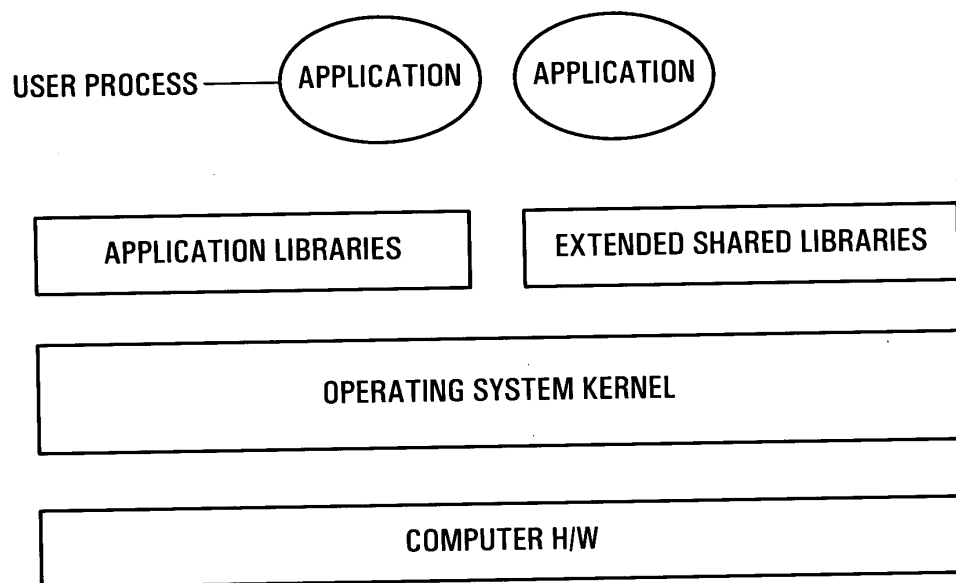 USER PROCESS
APPLICATION
APPLICATION
APPLICATION LIBRARIES
EXTENDED SHARED LIBRARIES
OPERATING SYSTEM KERNEL
COMPUTER H/W